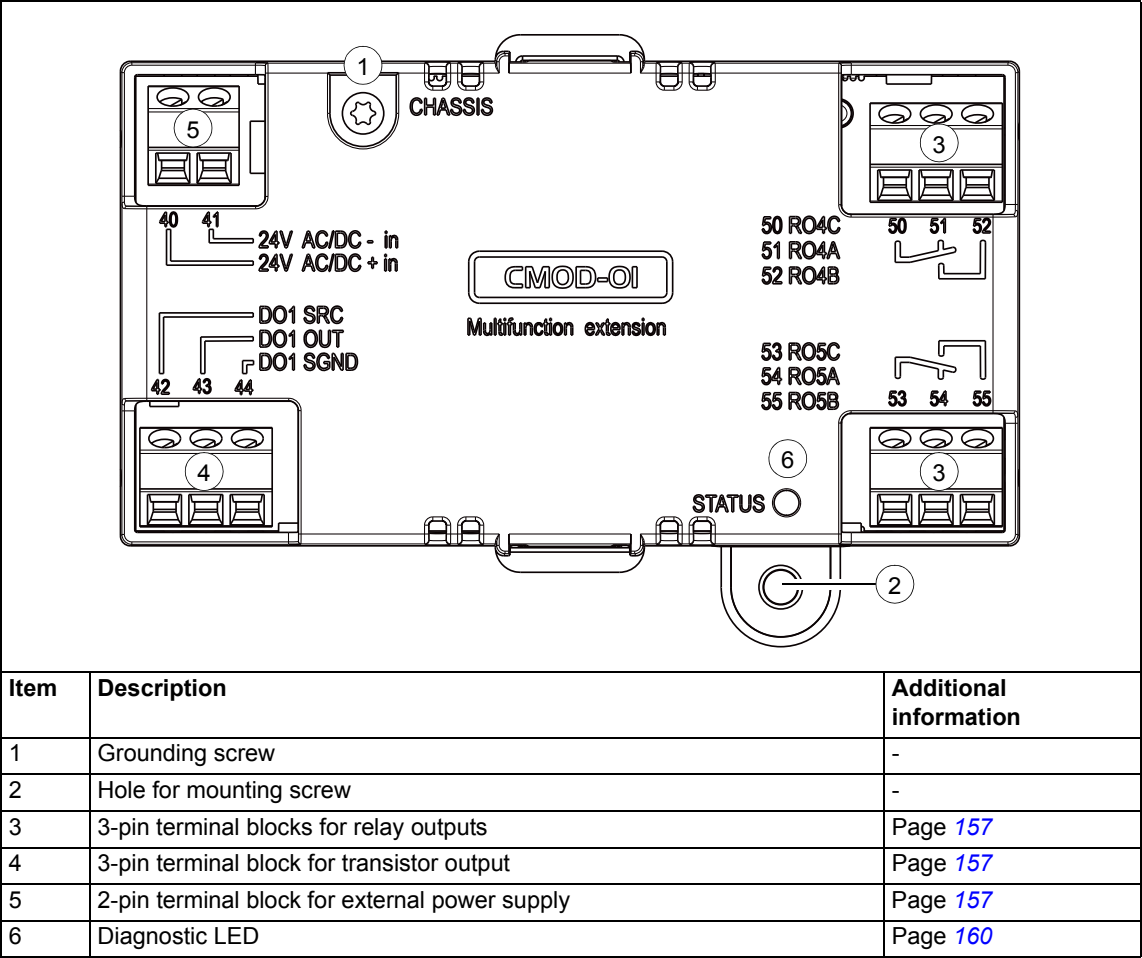 1
CHASSIS
5
3
40 41
24V AC/DC - in
24V AC/DC + in
50 RO4C
51 RO4A
52 RO4B
50 51 52
CMOD-01
Multifunction extension
DO1 SRC
DO1 OUT
DO1 SGND
42 43 44
53 RO5C
54 RO5A
55 RO5B
53 54 55
4
6
3
STATUS
2
Item Description Additional information
1 Grounding screw -
2 Hole for mounting screw -
3 3-pin terminal blocks for relay outputs Page 157
4 3-pin terminal block for transistor output Page 157
5 2-pin terminal block for external power supply Page 157
6 Diagnostic LED Page 160